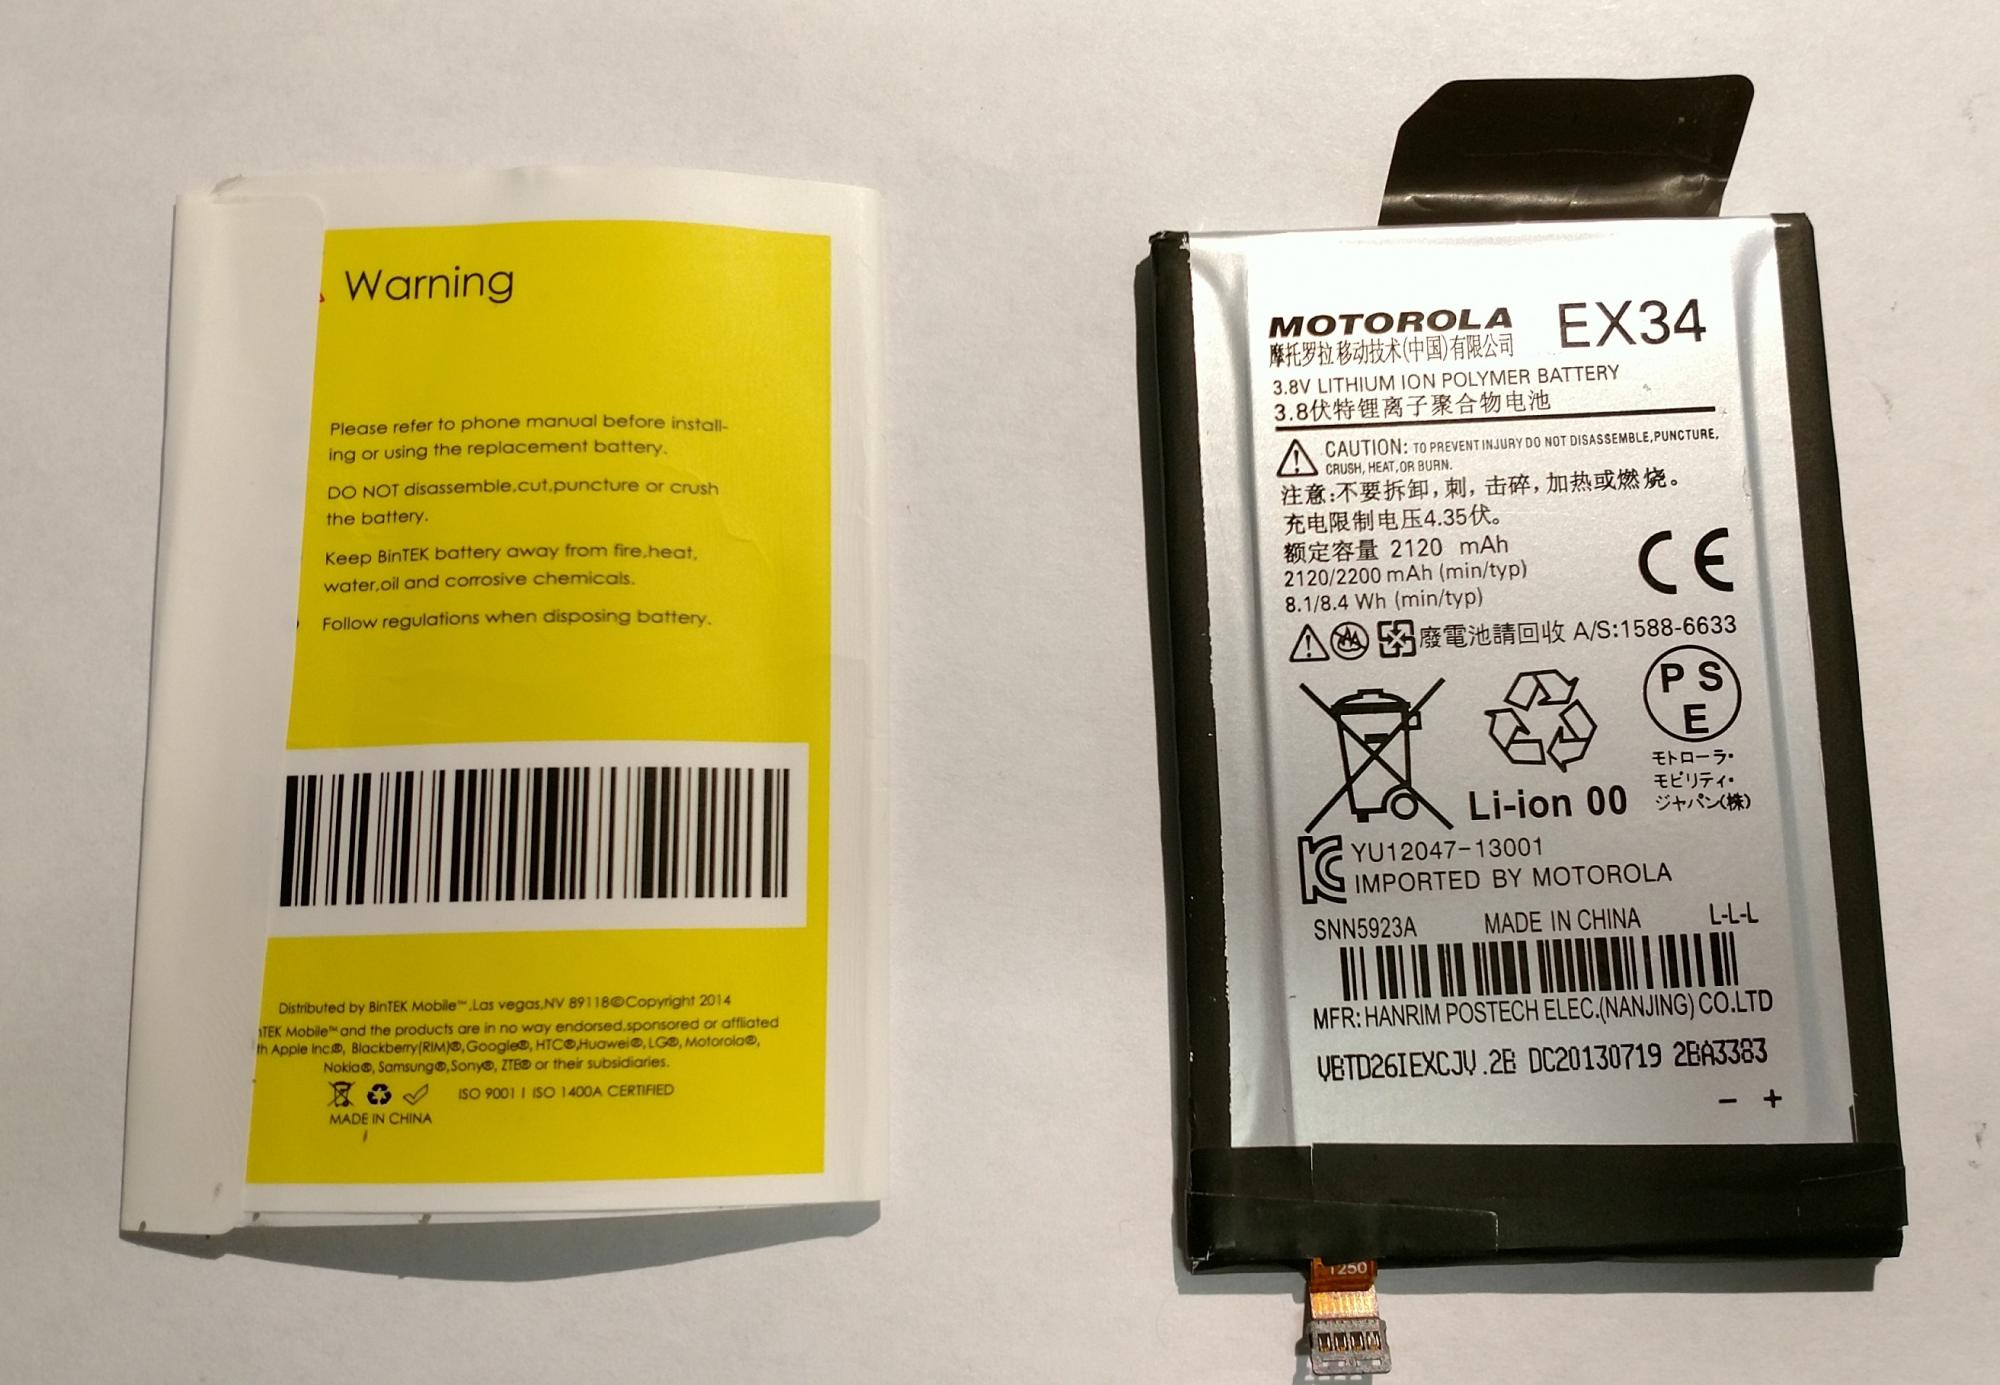 Warning
Please refer to phone manual before install-
ing or using the replacement battery.
DO NOT disassemble,cut,puncture or crush
the battery.
Keep BinTEK battery away from fire,heat,
water,oil and corrosive chemicals.
Follow regulations when disposing battery.
Distributed by BinTEK Mobile™,Las vegas,NV 89118©Copyright 2014
nTEK Mobile™ and the products are in no way endorsed,sponsored or affliated
th Apple Inc®, Blackberry(RIM)®,Google®, HTC®,Huawei®, LG®, Motorola®,
Nokia®, Samsung®,Sony®, ZTE® or their subsidiaries.
ISO 9001 I ISO 1400A CERTIFIED
MADE IN CHINA
MOTOROLA EX34
摩托罗拉移动技术(中国)有限公司
3.8V LITHIUM ION POLYMER BATTERY
3.8伏特锂离子聚合物电池
CAUTION: TO PREVENT INJURY DO NOT DISASSEMBLE,PUNCTURE,
CRUSH, HEAT, OR BURN.
注意:不要拆卸,刺,击碎,加热或燃烧。
充电限制电压4.35伏。
额定容量 2120 mAh
2120/2200 mAh (min/typ)
8.1/8.4 Wh (min/typ)
CE
廢電池請回收 A/S:1588-6633
PS
E
モトローラ・
モビリティ・
ジャパン(株)
Li-ion 00
YU12047-13001
IMPORTED BY MOTOROLA
SNN5923A MADE IN CHINA L-L-L
MFR: HANRIM POSTECH ELEC.(NANJING) CO.LTD
VBTD26IEXCJV.2B DC20130719 2BA3383
- +
1250